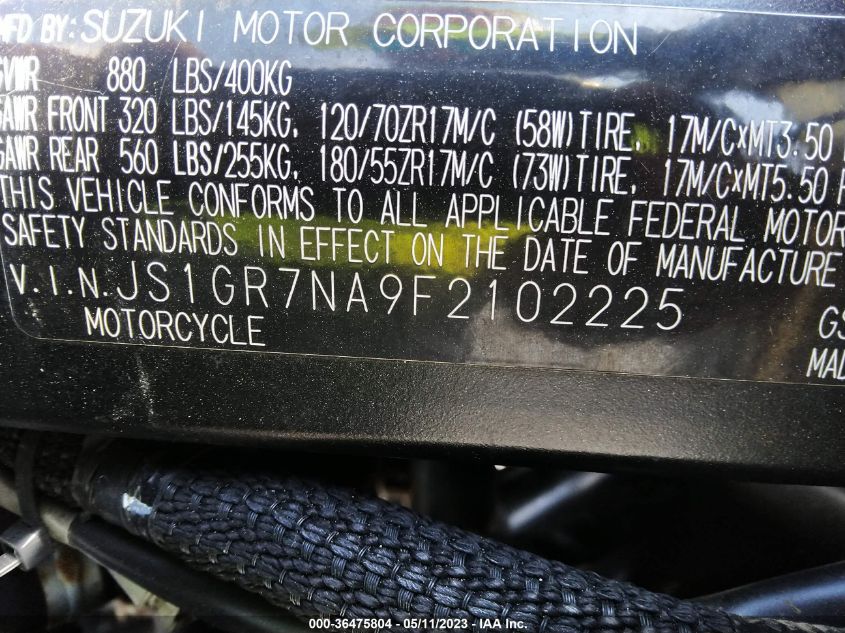 MFD BY: SUZUKI MOTOR CORPORATION
GVWR 880 LBS/400KG
GAWR FRONT 320 LBS/145KG, 120/70ZR17M/C (58W) TIRE, 17M/C×MT3.50
GAWR REAR 560 LBS/255KG, 180/55ZR17M/C (73W) TIRE, 17M/C×MT5.50
THIS VEHICLE CONFORMS TO ALL APPLICABLE FEDERAL MOTOR
SAFETY STANDARDS IN EFFECT ON THE DATE OF MANUFACTURE
V.I.N. JS1GR7NA9F2102225
MOTORCYCLE
000-36475804 - 05/11/2023 - IAA Inc.